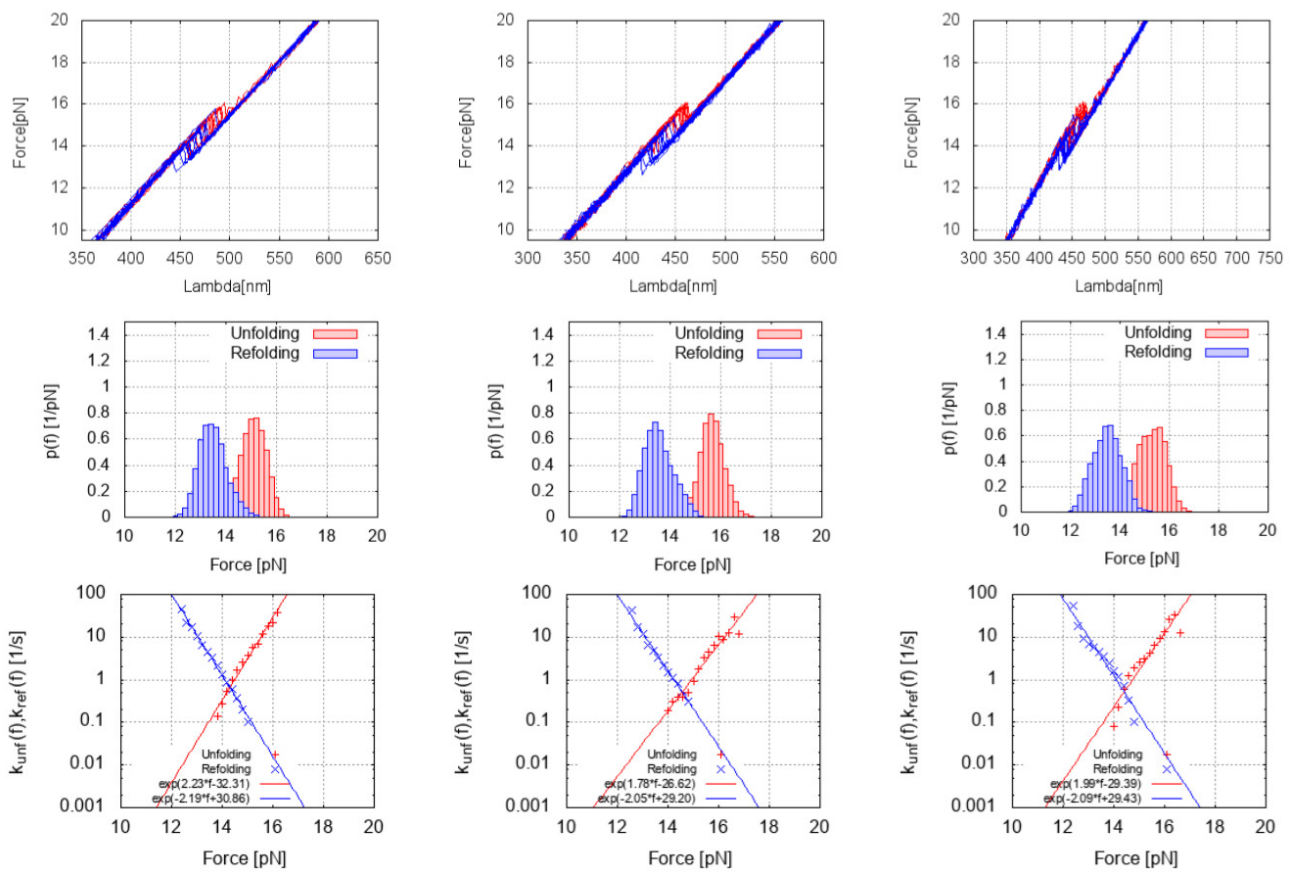 20
18
16
14
12
10
Force[pN]
350 400 450 500 550 600 650
Lambda[nm]
20
18
16
14
12
10
Force[pN]
300 350 400 450 500 550 600
Lambda[nm]
20
18
16
14
12
10
Force[pN]
300 350 400 450 500 550 600 650 700 750
Lambda[nm]
1.4
1.2
1
0.8
0.6
0.4
0.2
0
p(f) [1/pN]
Unfolding
Refolding
10 12 14 16 18 20
Force [pN]
1.4
1.2
1
0.8
0.6
0.4
0.2
0
p(f) [1/pN]
Unfolding
Refolding
10 12 14 16 18 20
Force [pN]
1.4
1.2
1
0.8
0.6
0.4
0.2
0
p(f) [1/pN]
Unfolding
Refolding
10 12 14 16 18 20
Force [pN]
100
10
1
0.1
0.01
0.001
kunf(f),kref(f) [1/s]
Unfolding
Refolding
exp(2.23*f-32.31)
exp(-2.19*f+30.86)
10 12 14 16 18 20
Force [pN]
100
10
1
0.1
0.01
0.001
kunf(f),kref(f) [1/s]
Unfolding
Refolding
exp(1.78*f-26.62)
exp(-2.05*f+29.20)
10 12 14 16 18 20
Force [pN]
100
10
1
0.1
0.01
0.001
kunf(f),kref(f) [1/s]
Unfolding
Refolding
exp(1.99*f-29.39)
exp(-2.09*f+29.43)
10 12 14 16 18 20
Force [pN]